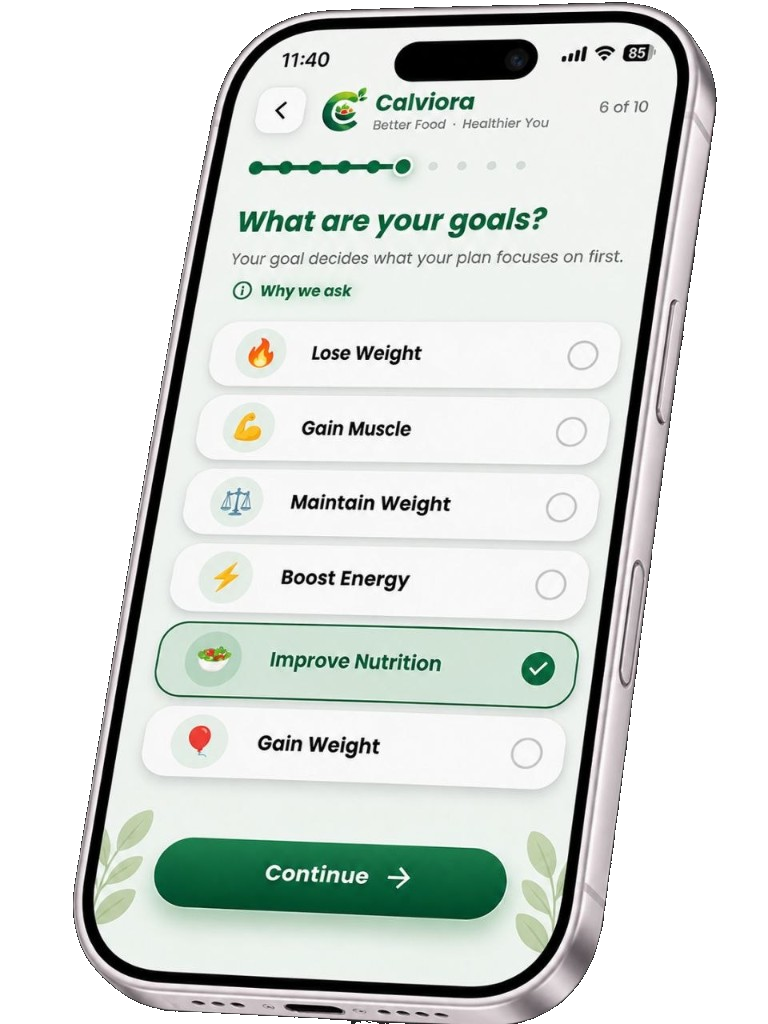 11:40
85
Calviora
Better Food · Healthier You
6 of 10
What are your goals?
Your goal decides what your plan focuses on first.
Why we ask
Lose Weight
Gain Muscle
Maintain Weight
Boost Energy
Improve Nutrition
Gain Weight
Continue